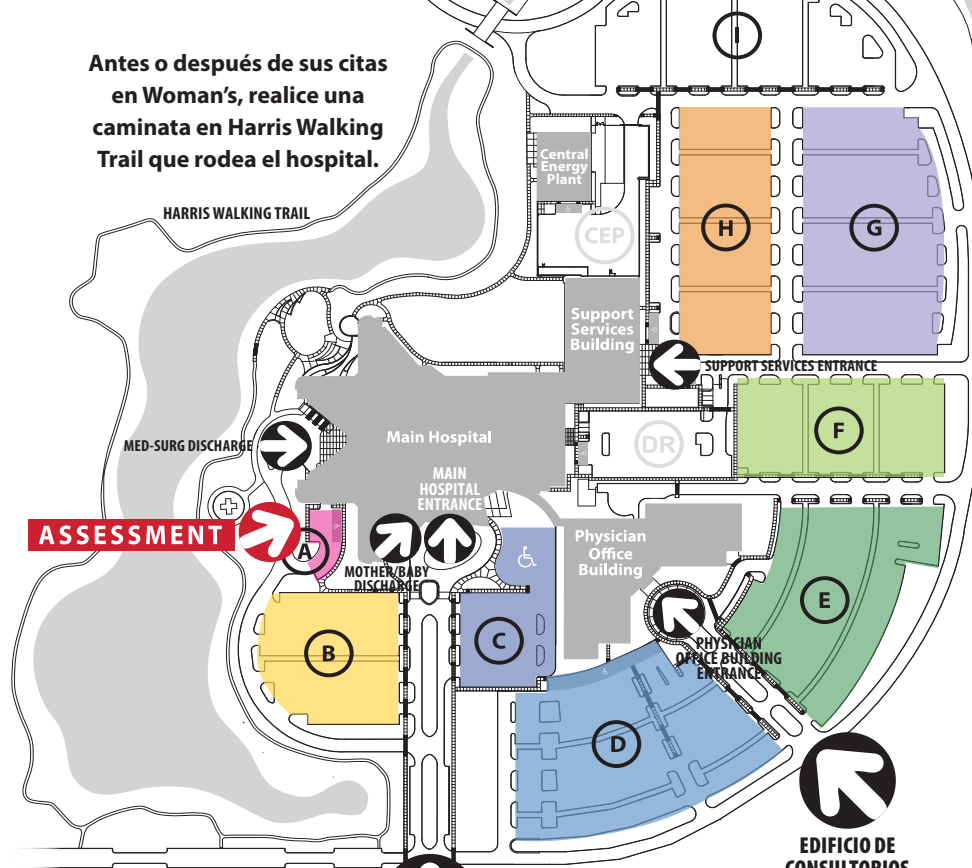 Antes o después de sus citas
en Woman's, realice una
caminata en Harris Walking
Trail que rodea el hospital.
HARRIS WALKING TRAIL
I
Central
Energy
Plant
CEP
H
G
Support
Services
Building
SUPPORT SERVICES ENTRANCE
F
DR
Main Hospital
MED-SURG DISCHARGE
MAIN
HOSPITAL
ENTRANCE
ASSESSMENT
A
MOTHER/BABY
DISCHARGE
Physician
Office
Building
E
PHYSICIAN
OFFICE BUILDING
ENTRANCE
B
C
D
EDIFICIO DE
CONSULTORIOS